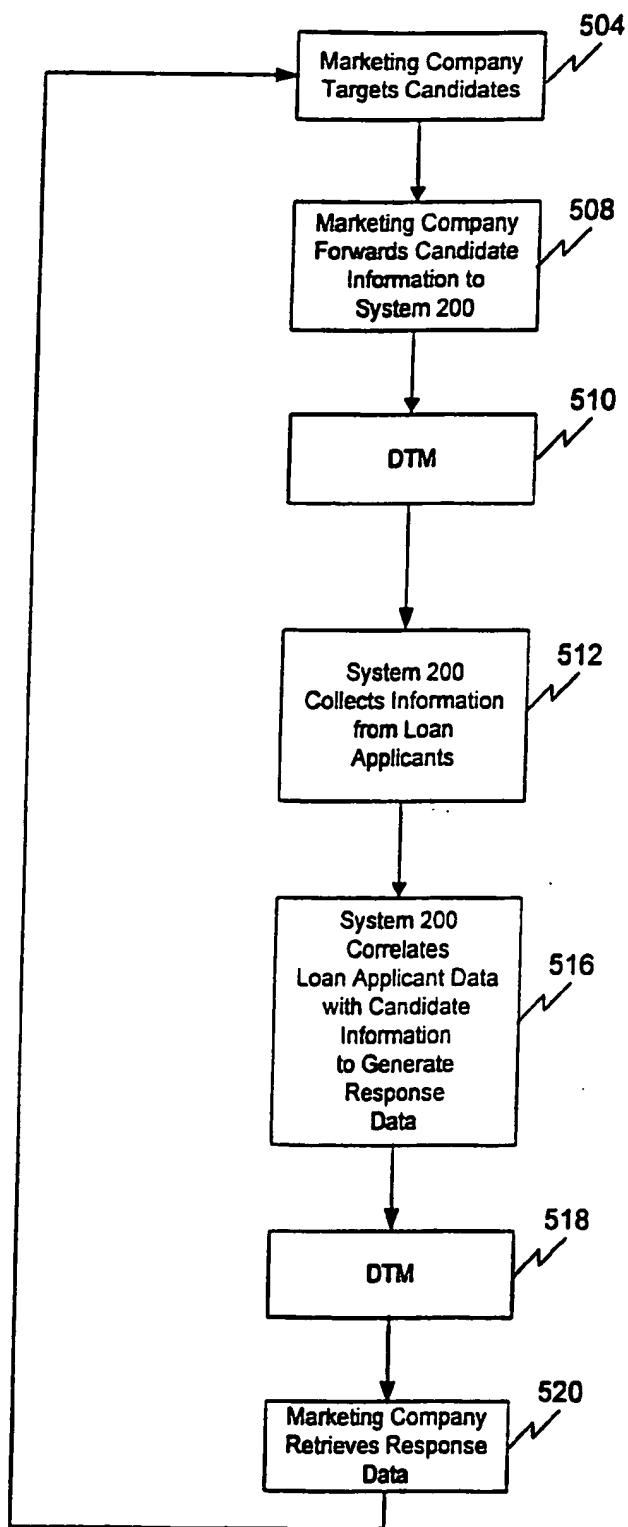 504
Marketing Company
Targets Candidates
508
Marketing Company
Forwards Candidate
Information to
System 200
510
DTM
512
System 200
Collects Information
from Loan
Applicants
516
System 200
Correlates
Loan Applicant Data
with Candidate
Information
to Generate
Response
Data
518
DTM
520
Marketing Company
Retrieves Response
Data